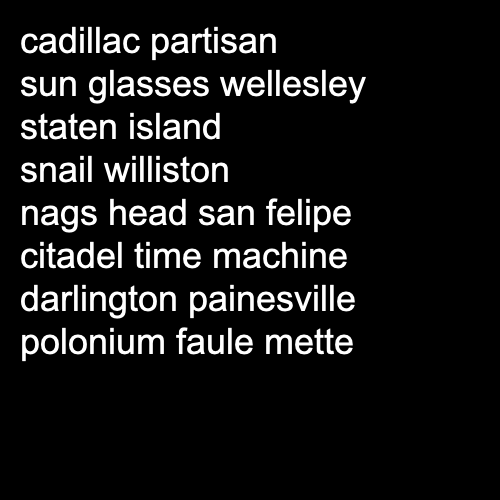 cadillac partisan
sun glasses wellesley
staten island
snail williston
nags head san felipe
citadel time machine
darlington painesville
polonium faule mette